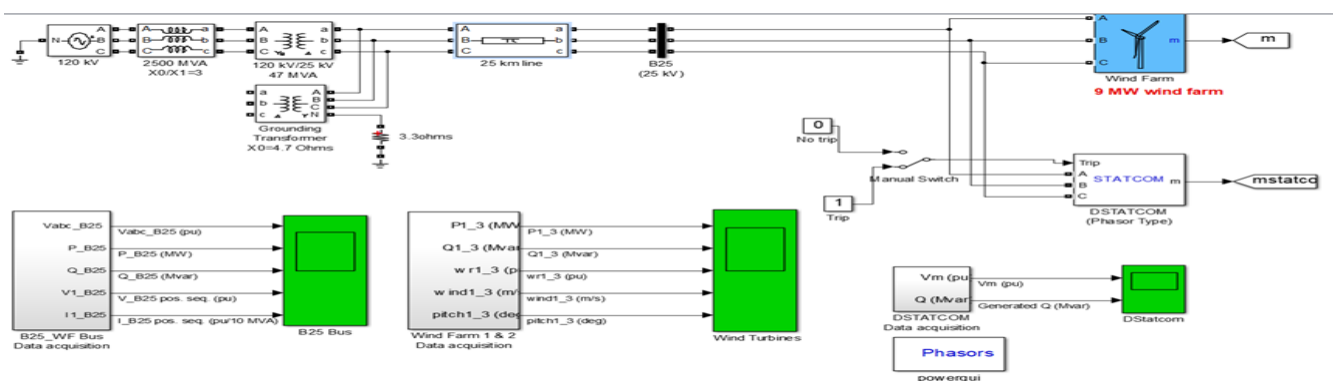 N A B C
120 kV
A B C a b c
2500 MVA
X0/X1=3
A B C a b c
120 kV/25 kV
47 MVA
a b c A B C N
Grounding
Transformer
X0=4.7 Ohms
3.3ohms
A B C a b c
25 km line
B25
(25 kV)
A B C m
Wind Farm
9 MW wind farm
m
0
No trip
Manual Switch
1
Trip
Trip
A
B
C
STATCOM m
DSTATCOM
(Phasor Type)
mstatcc
Vabc_B25
P_B25
Q_B25
V1_B25
I1_B25
Vabc_B25 (pu)
P_B25 (MW)
Q_B25 (Mvar)
V_B25 pos. seq. (pu)
I_B25 pos. seq. (pu/10 MVA)
B25_WF Bus
Data acquisition
B25 Bus
P1_3 (MW
Q1_3 (Mvar
wr1_3 (p
wind1_3 (m/
pitch1_3 (deg
P1_3 (MW)
Q1_3 (Mvar)
wr1_3 (pu)
wind1_3 (m/s)
pitch1_3 (deg)
Wind Farm 1 & 2
Data acquisition
Wind Turbines
Vm (pu
Q (Mvar
Vm (pu)
Generated Q (Mvar)
DSTATCOM
Data acquisition
DStatcom
Phasors
powergui